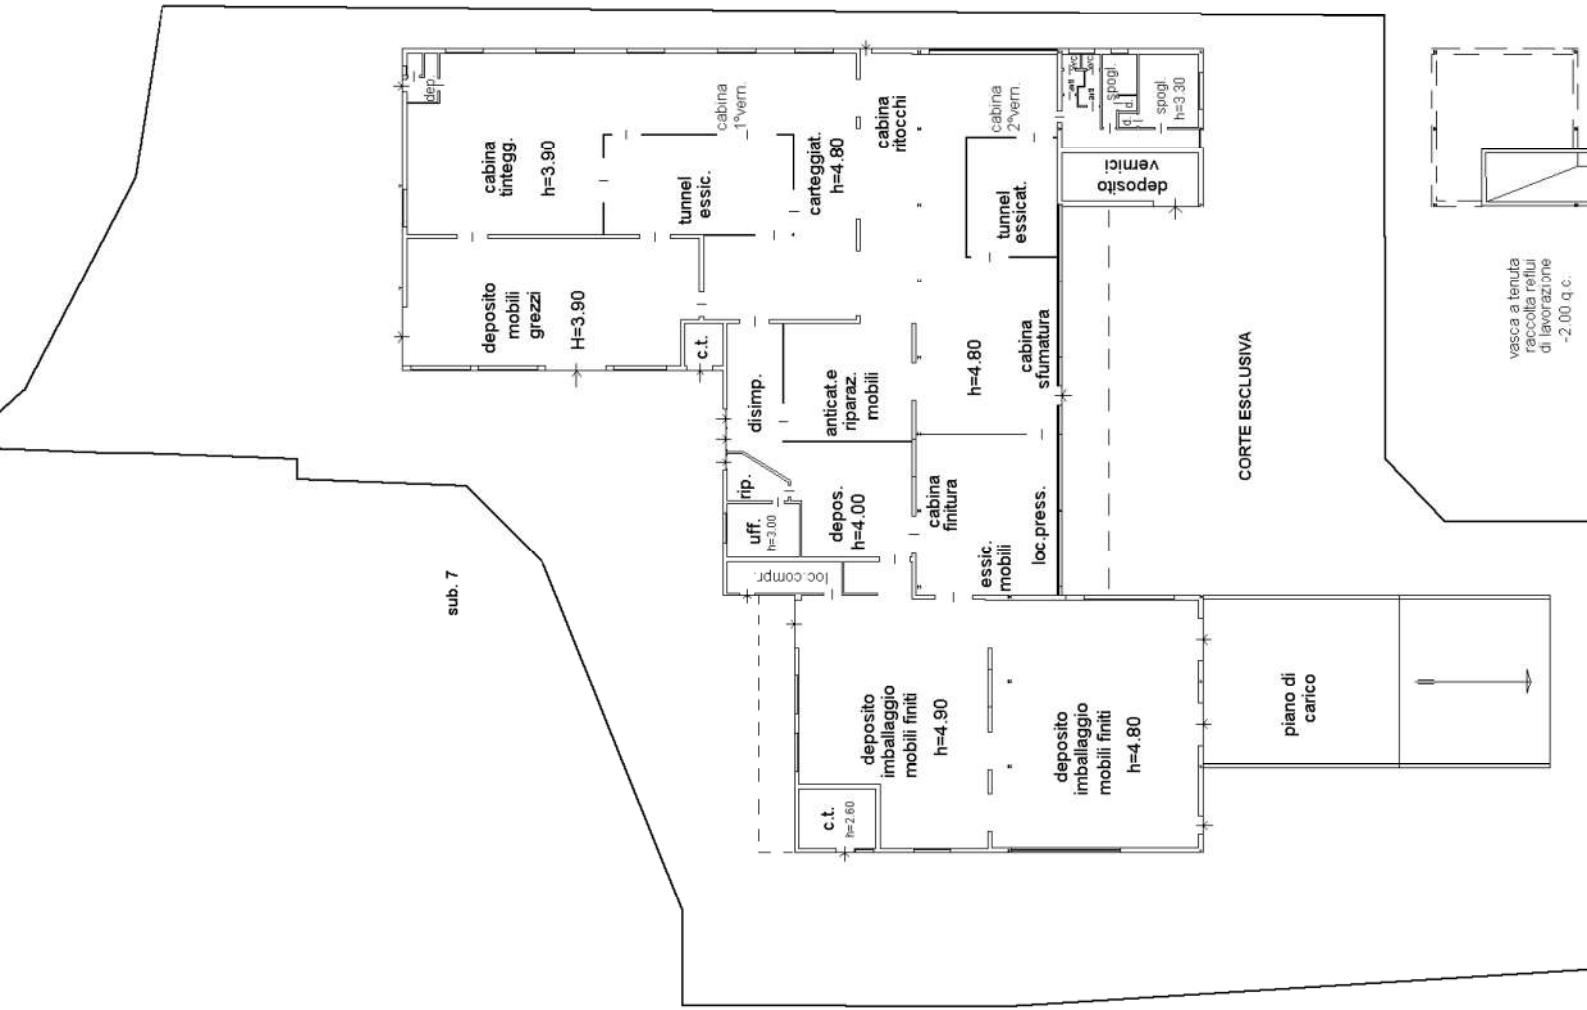 dep.
cabina
tintegg.
h=3.90
cabina
1°vern.
tunnel
essic.
carteggiat.
h=4.80
cabina
ritocchi
cabina
2°vern.
tunnel
essicat.
wc
wc
ant
ant
spogl.
d.
d.
spogl.
h=3.30
deposito
vernici
deposito
mobili
grezzi
H=3.90
c.t.
disimp.
anticat.e
riparaz.
mobili
h=4.80
cabina
sfumatura
rip.
uff.
h=3.00
depos.
h=4.00
cabina
finitura
essic.
mobili
loc.press.
loc.compr.
deposito
imballaggio
mobili finiti
h=4.90
deposito
imballaggio
mobili finiti
h=4.80
c.t.
h=2.60
piano di
carico
CORTE ESCLUSIVA
vasca a tenuta
raccolta reflui
di lavorazione
-2.00 q.c.
sub. 7